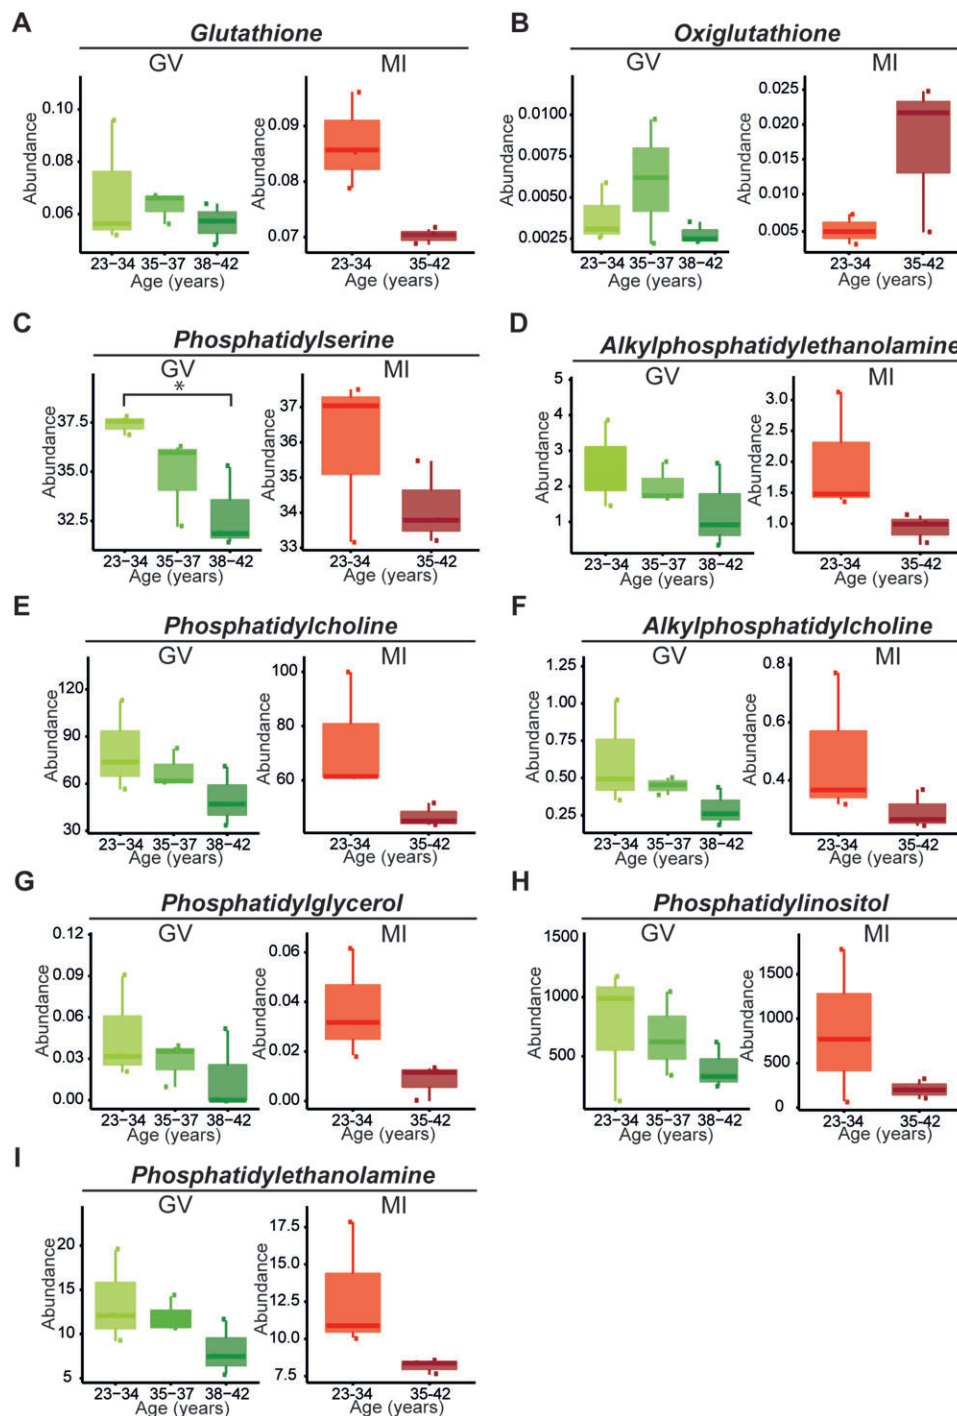 A
Glutathione
GV
MI
Abundance
0.10
0.08
0.06
23–34 35–37 38–42
Age (years)
Abundance
0.09
0.08
0.07
23-34 35-42
Age (years)
B
Oxiglutathione
GV
MI
Abundance
0.0100
0.0075
0.0050
0.0025
23–34 35–37 38–42
Age (years)
Abundance
0.025
0.020
0.015
0.010
0.005
23-34 35-42
Age (years)
C
Phosphatidylserine
GV
MI
*
Abundance
37.5
35.0
32.5
23–34 35–37 38–42
Age (years)
Abundance
37
36
35
34
33
23-34 35-42
Age (years)
D
Alkylphosphatidylethanolamine
GV
MI
Abundance
5
4
3
2
1
23–34 35–37 38–42
Age (years)
Abundance
3.0
2.5
2.0
1.5
1.0
23-34 35-42
Age (years)
E
Phosphatidylcholine
GV
MI
Abundance
120
90
60
30
23–34 35–37 38–42
Age (years)
Abundance
100
80
60
23-34 35-42
Age (years)
F
Alkylphosphatidylcholine
GV
MI
Abundance
1.25
1.00
0.75
0.50
0.25
23–34 35–37 38–42
Age (years)
Abundance
0.8
0.6
0.4
23-34 35-42
Age (years)
G
Phosphatidylglycerol
GV
MI
Abundance
0.12
0.09
0.06
0.03
0.00
23–34 35–37 38–42
Age (years)
Abundance
0.06
0.04
0.02
0.00
23-34 35-42
Age (years)
H
Phosphatidylinositol
GV
MI
Abundance
1500
1000
500
23–34 35–37 38–42
Age (years)
Abundance
1500
1000
500
0
23-34 35-42
Age (years)
I
Phosphatidylethanolamine
GV
MI
Abundance
20
15
10
5
23–34 35–37 38–42
Age (years)
Abundance
17.5
15.0
12.5
10.0
7.5
23-34 35-42
Age (years)